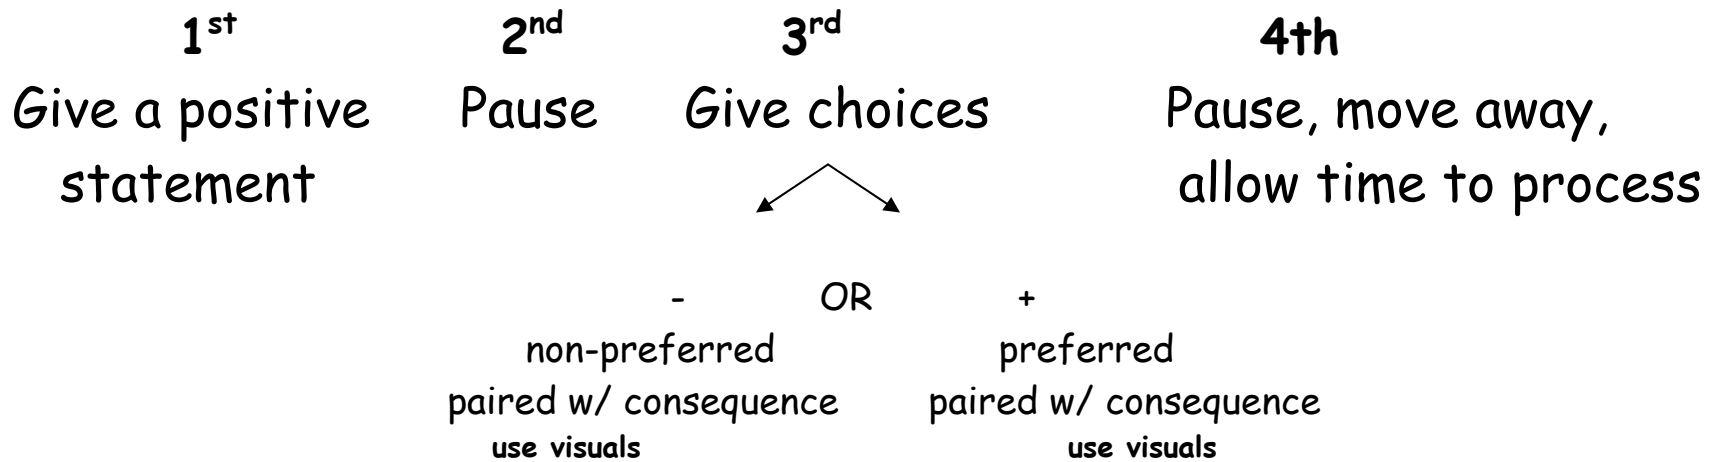 1st 2nd 3rd 4th
Give a positive Pause Give choices Pause, move away,
statement allow time to process
- OR +
non-preferred preferred
paired w/ consequence paired w/ consequence
use visuals use visuals